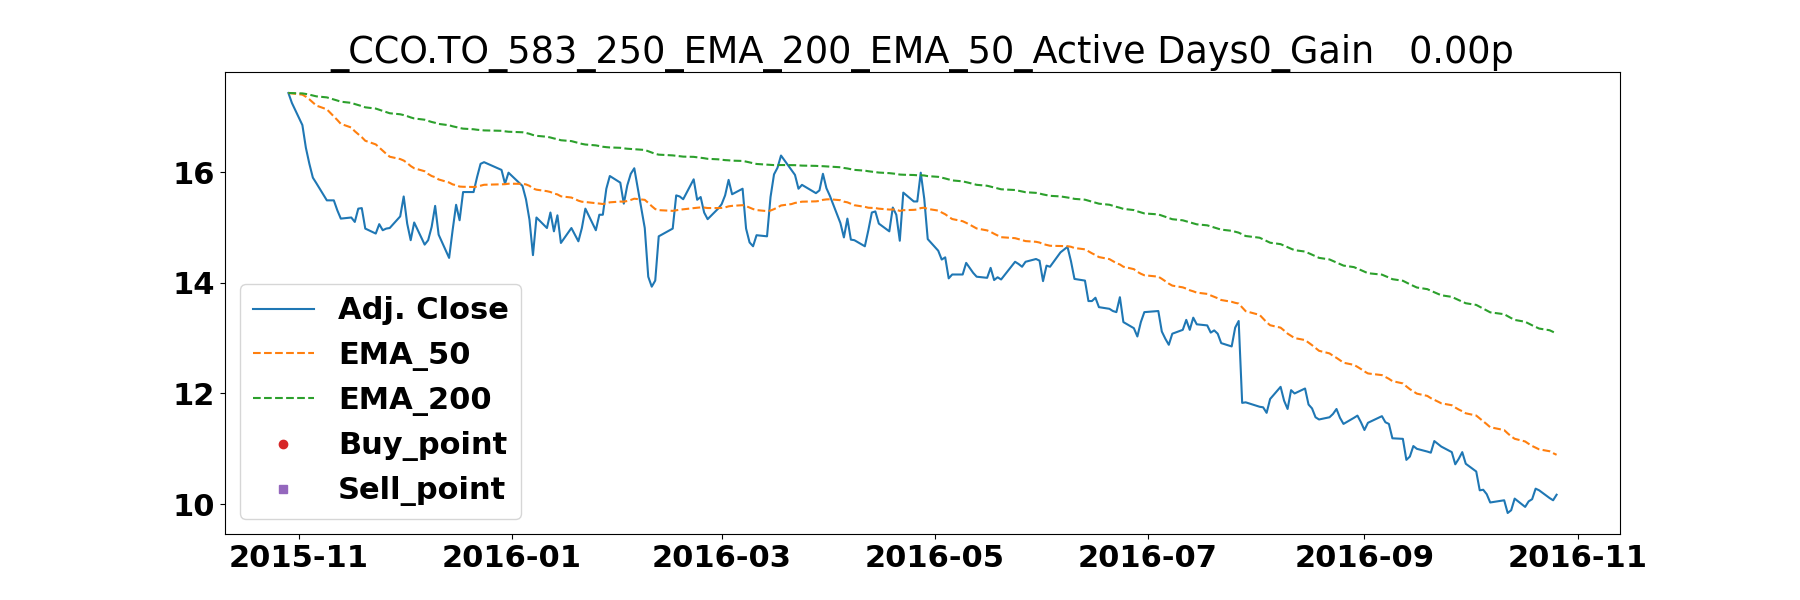 _CCO.TO_583_250_EMA_200_EMA_50_Active Days0_Gain   0.00p
16
14
12
10
Adj. Close
EMA_50
EMA_200
Buy_point
Sell_point
2015-11 2016-01 2016-03 2016-05 2016-07 2016-09 2016-11